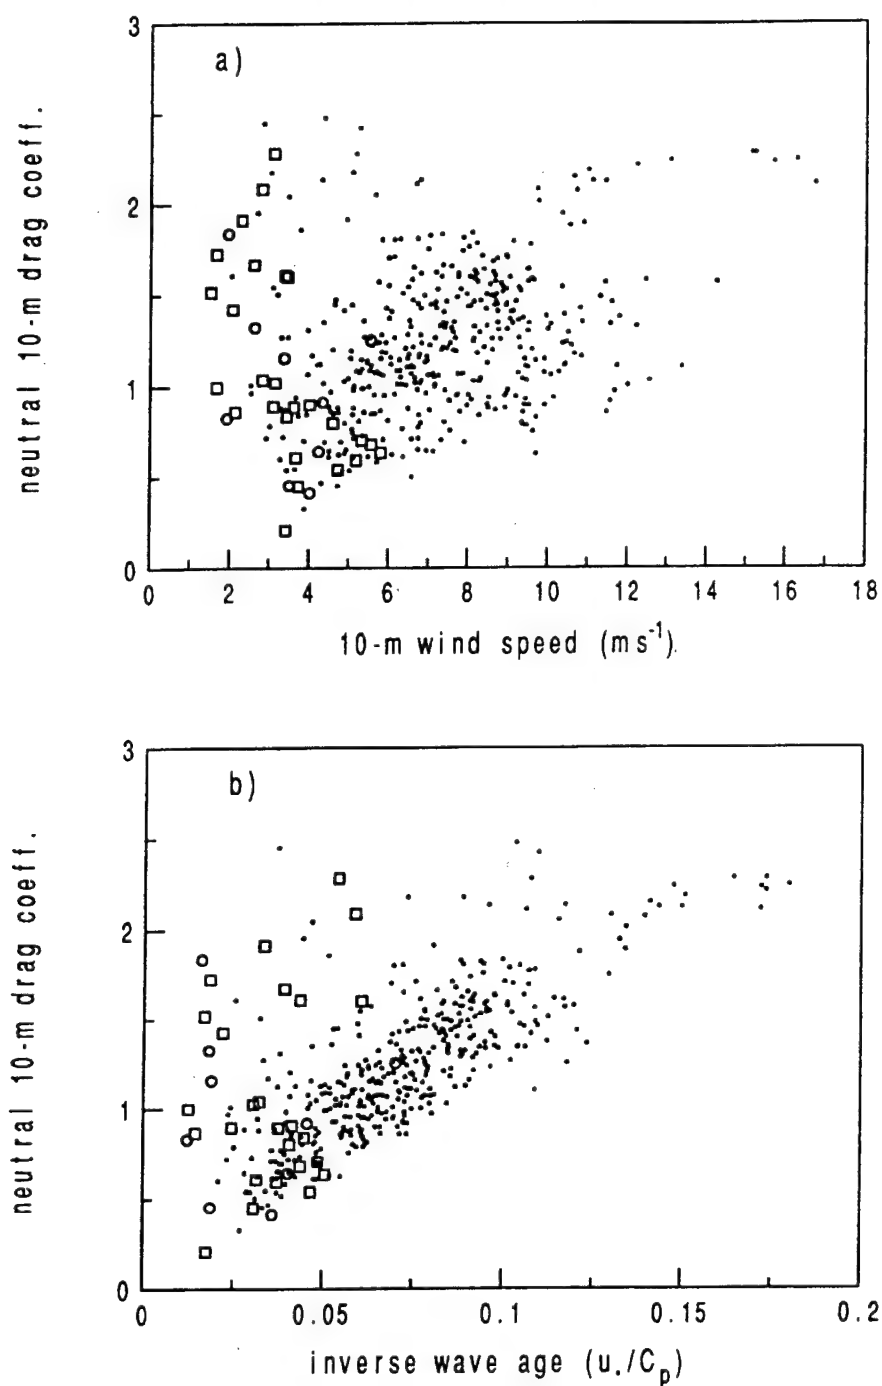 3
a)
2
1
0
neutral 10-m drag coeff.
0 2 4 6 8 10 12 14 16 18
10-m wind speed (ms⁻¹).
3
b)
2
1
0
neutral 10-m drag coeff.
0 0.05 0.1 0.15 0.2
inverse wave age (u./Cₚ)